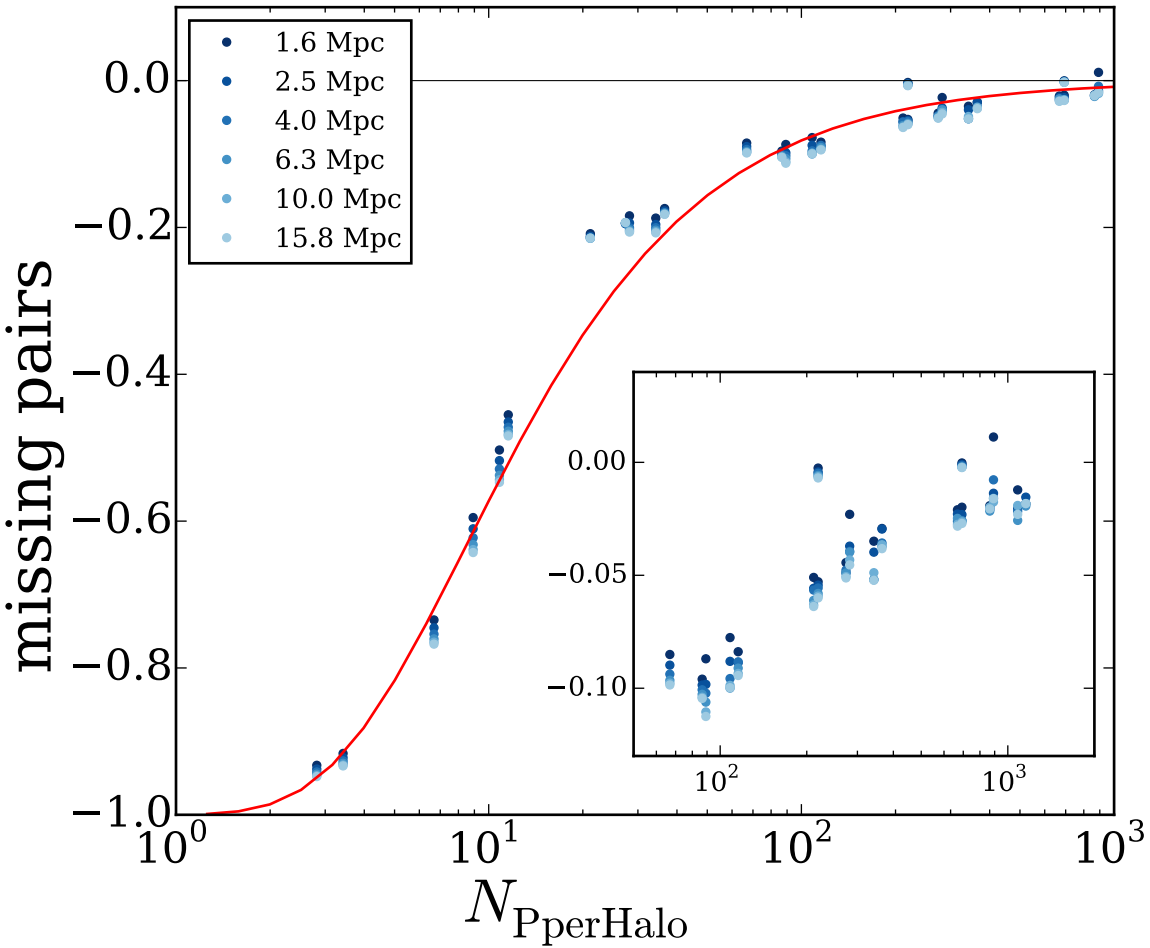 1.6 Mpc
2.5 Mpc
4.0 Mpc
6.3 Mpc
10.0 Mpc
15.8 Mpc
0.0
−0.2
−0.4
−0.6
−0.8
−1.0
missing pairs
0.00
−0.05
−0.10
10² 10³
10⁰ 10¹ 10² 10³
N_PperHalo